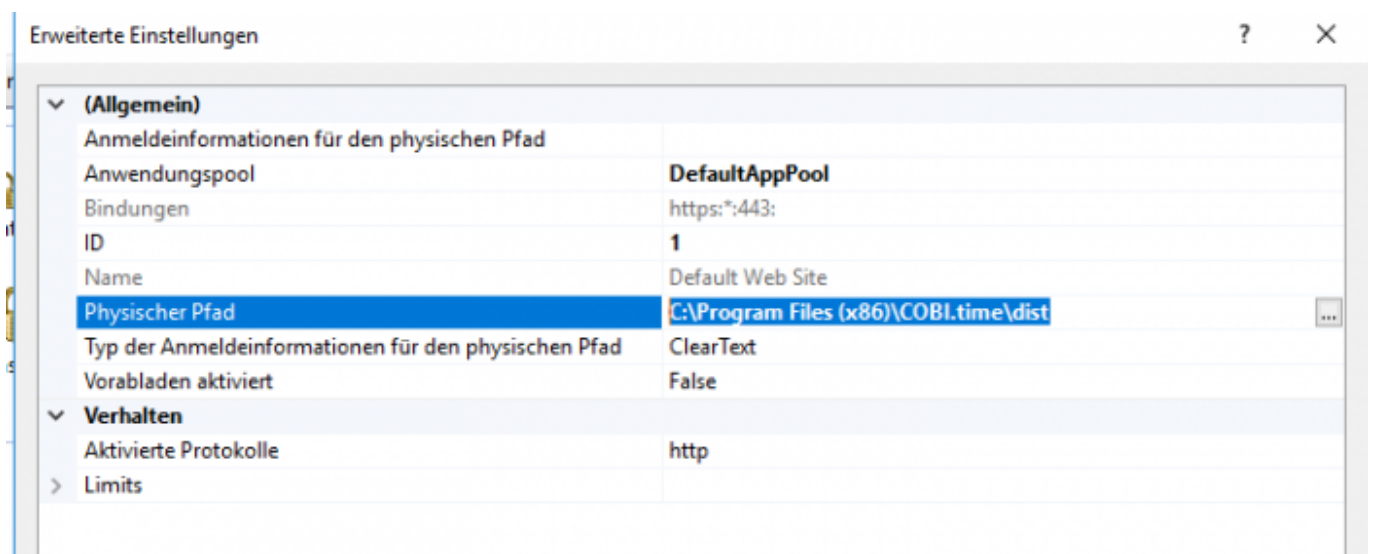 Erweiterte Einstellungen
(Allgemein)
Anmeldeinformationen für den physischen Pfad
Anwendungspool DefaultAppPool
Bindungen https:*:443:
ID 1
Name Default Web Site
Physischer Pfad C:\Program Files (x86)\COBI.time\dist ...
Typ der Anmeldeinformationen für den physischen Pfad ClearText
Vorabladen aktiviert False
Verhalten
Aktivierte Protokolle http
Limits